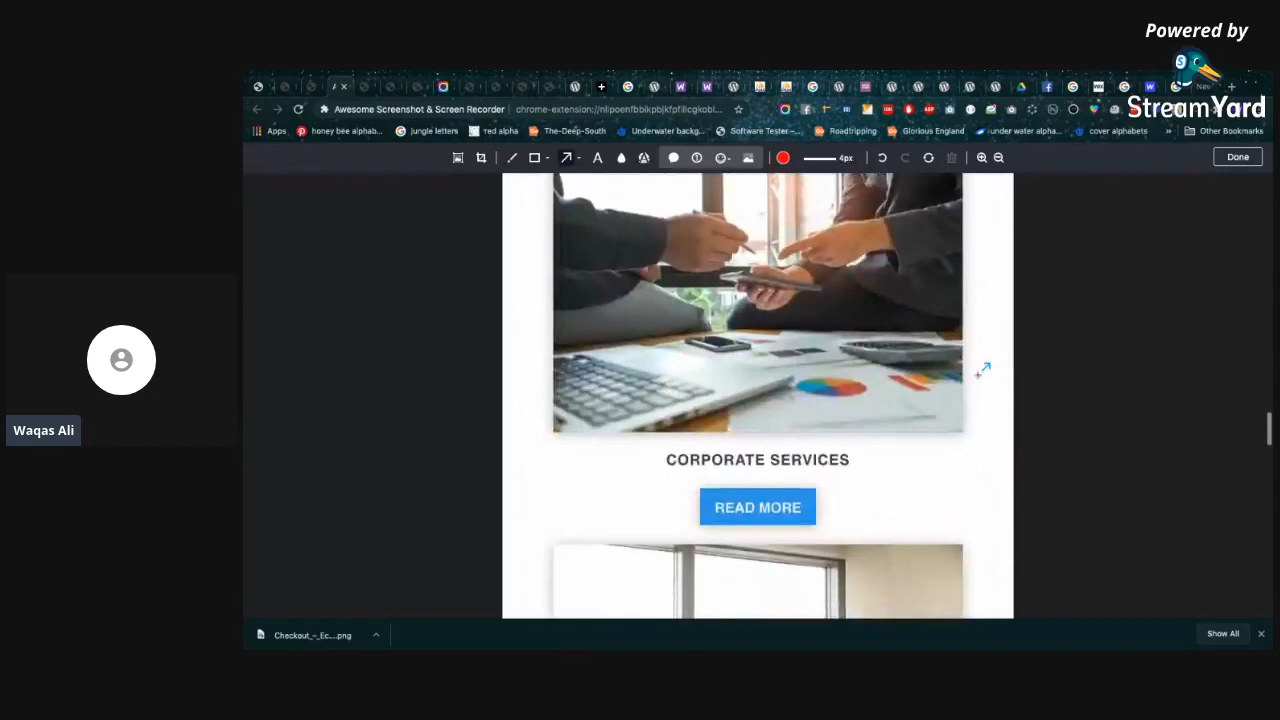 Powered by
StreamYard
Awesome Screenshot & Screen Recorder
Apps
honey bee alphab...
jungle letters
red alpha
The-Deep-South
Underwater backg...
Software Tester –...
Roadtripping
Glorious England
under water alpha...
cover alphabets
»
Other Bookmarks
4px
Done
CORPORATE SERVICES
READ MORE
Waqas Ali
Checkout_–_Ec....png
Show All